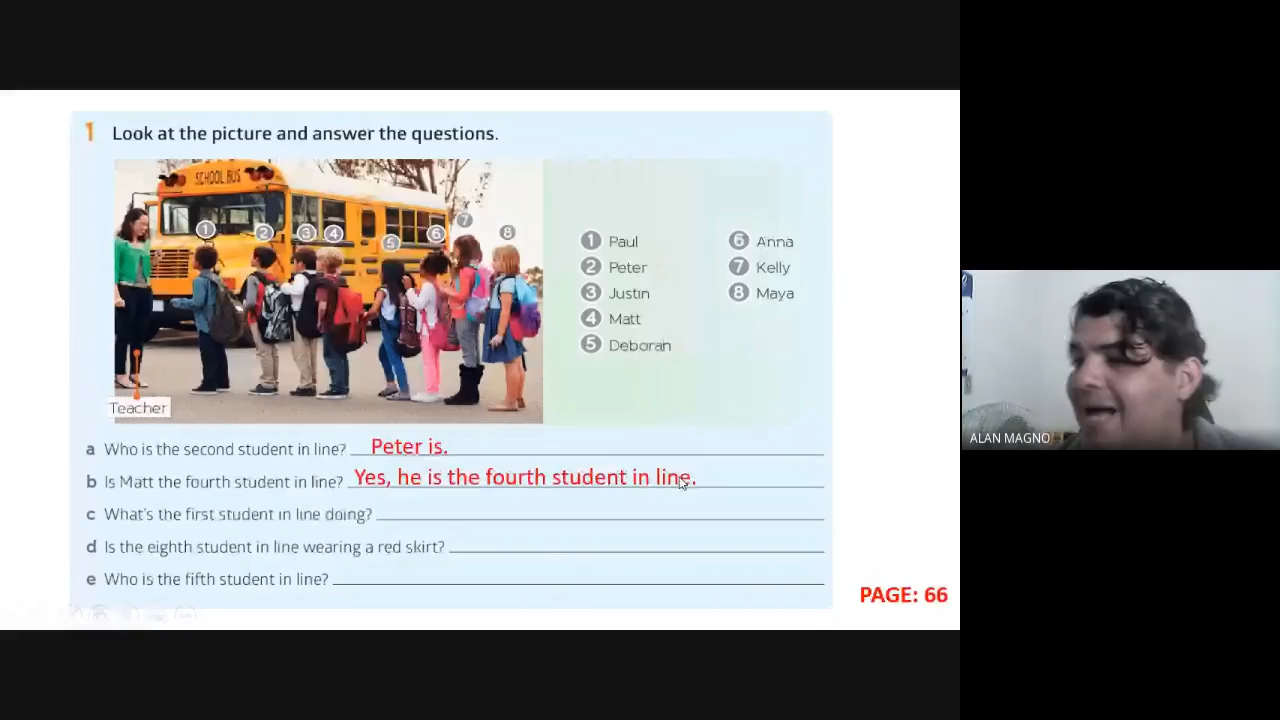 1 Look at the picture and answer the questions.
SCHOOL BUS
1 2 3 4 5 6 7 8
Teacher
1 Paul
2 Peter
3 Justin
4 Matt
5 Deborah
6 Anna
7 Kelly
8 Maya
a Who is the second student in line? Peter is.
b Is Matt the fourth student in line? Yes, he is the fourth student in line.
c What's the first student in line doing?
d Is the eighth student in line wearing a red skirt?
e Who is the fifth student in line?
PAGE: 66
ALAN MAGNO